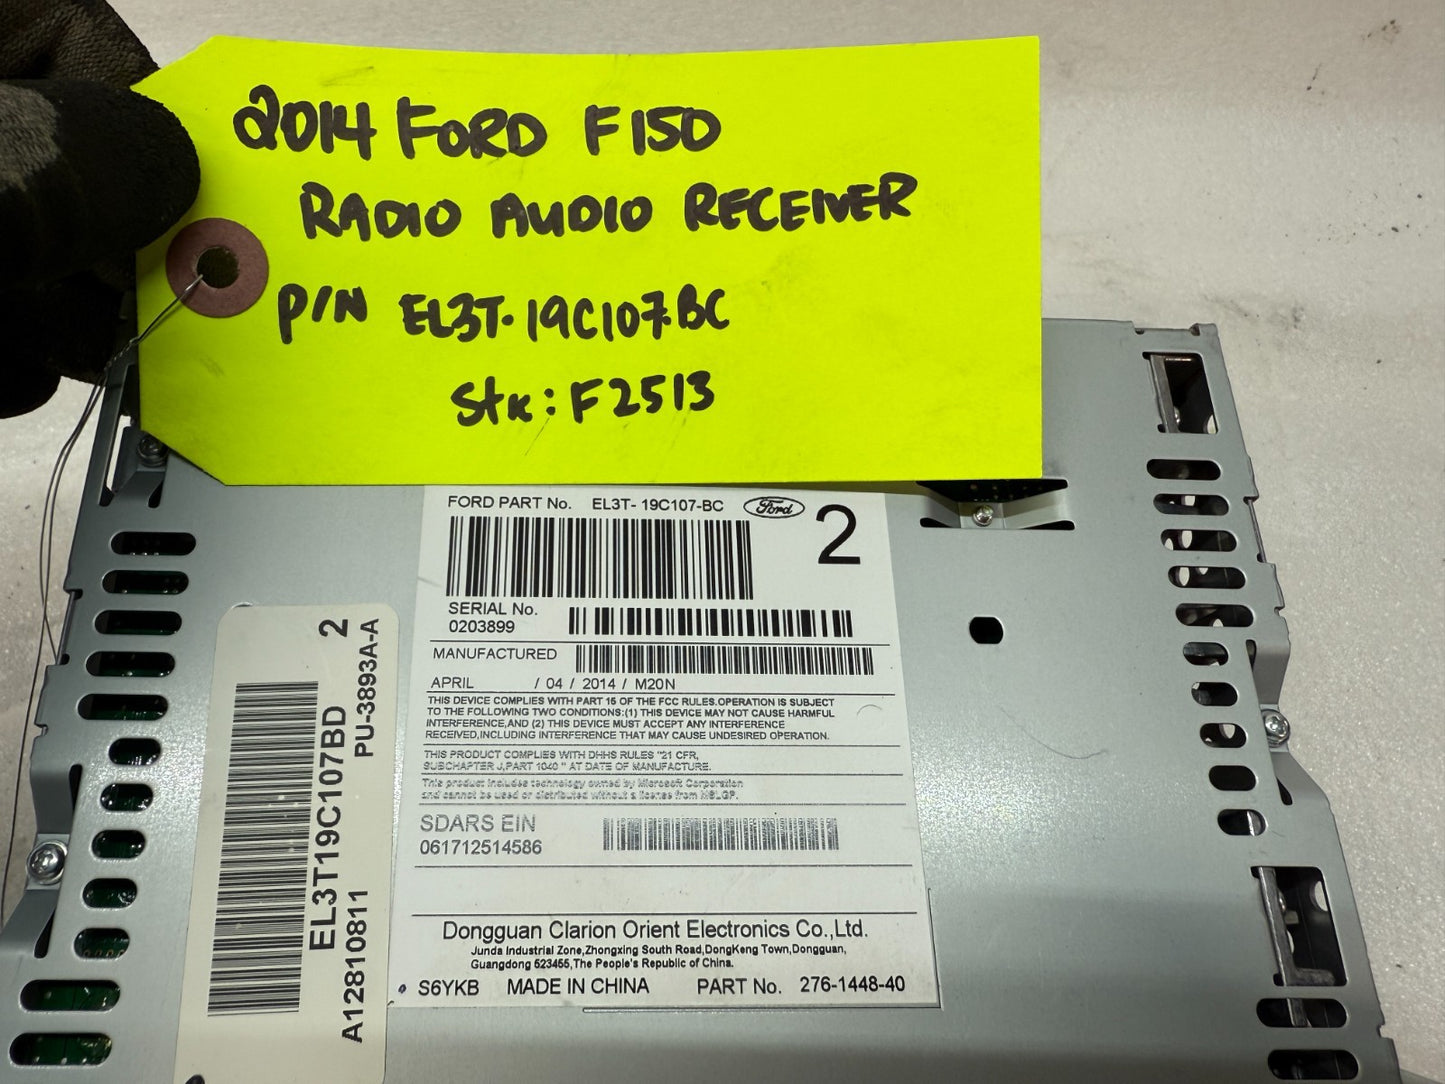 2014 FORD F150
RADIO AUDIO RECEIVER
P/N EL3T-19C107-BC
Stk: F2513
FORD PART No. EL3T- 19C107-BC Ford 2
SERIAL No.
0203899
MANUFACTURED
APRIL / 04 / 2014 / M20N
THIS DEVICE COMPLIES WITH PART 15 OF THE FCC RULES.OPERATION IS SUBJECT
TO THE FOLLOWING TWO CONDITIONS:(1) THIS DEVICE MAY NOT CAUSE HARMFUL
INTERFERENCE,AND (2) THIS DEVICE MUST ACCEPT ANY INTERFERENCE
RECEIVED,INCLUDING INTERFERENCE THAT MAY CAUSE UNDESIRED OPERATION.
THIS PRODUCT COMPLIES WITH DHHS RULES "21 CFR,
SUBCHAPTER J,PART 1040 " AT DATE OF MANUFACTURE.
This product includes technology owned by Microsoft Corporation
and cannot be used or distributed without a license from MSLGP.
SDARS EIN
061712514586
Dongguan Clarion Orient Electronics Co.,Ltd.
Junda Industrial Zone,Zhongxing South Road,DongKeng Town,Dongguan,
Guangdong 523455,The People's Republic of China.
S6YKB MADE IN CHINA PART No. 276-1448-40
EL3T19C107BD 2
A12810811 PU-3893A-A